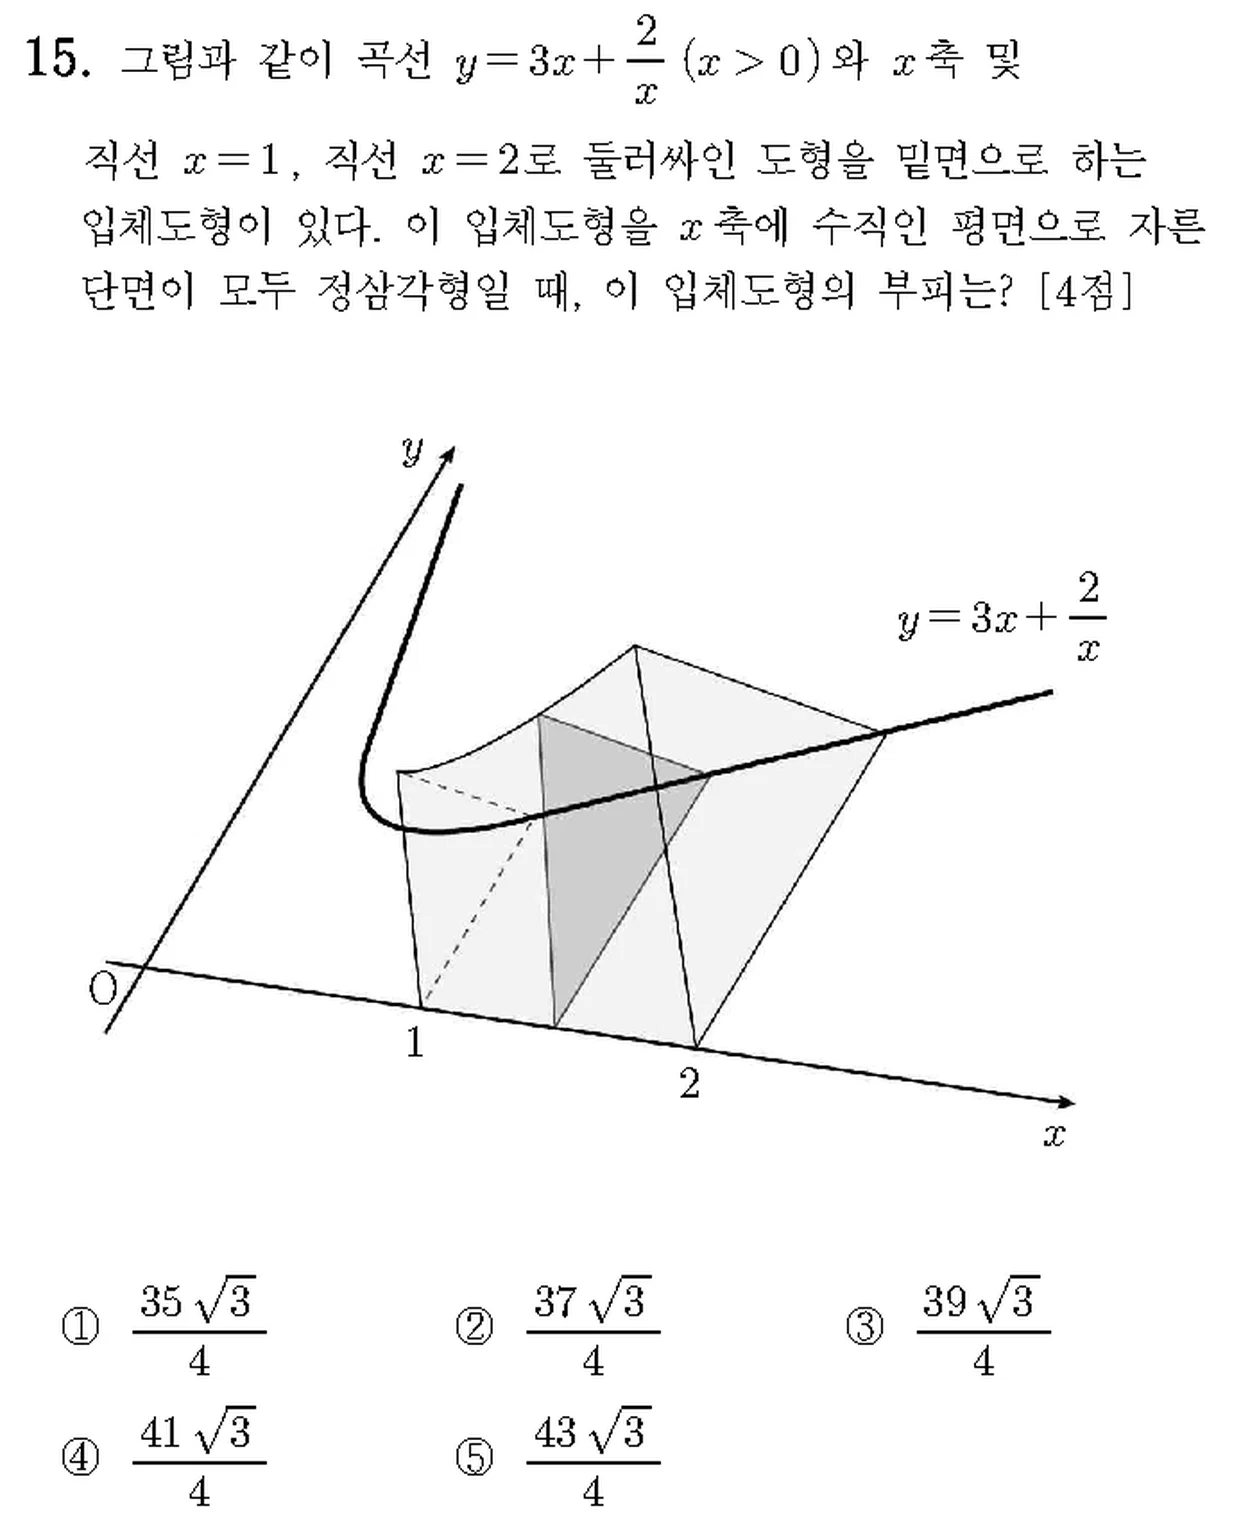 15. 그림과 같이 곡선 y=3x+2/x (x>0)와 x축 및
직선 x=1, 직선 x=2로 둘러싸인 도형을 밑면으로 하는
입체도형이 있다. 이 입체도형을 x축에 수직인 평면으로 자른
단면이 모두 정삼각형일 때, 이 입체도형의 부피는? [4점]
y
y=3x+2/x
O
1
2
x
① 35√3/4 ② 37√3/4 ③ 39√3/4
④ 41√3/4 ⑤ 43√3/4